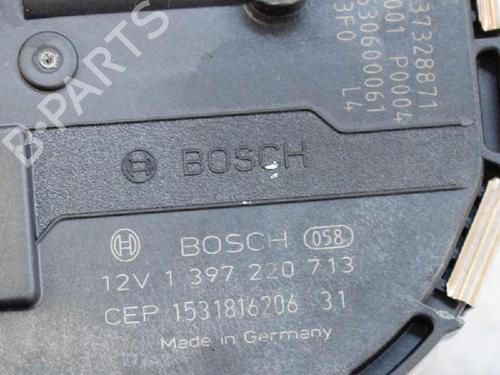 37328871
001 P0004
530600061
3F0 L4
BOSCH
BOSCH 058
12V 1 397 220 713
CEP 1531816206 31
Made in Germany
B-PARTS